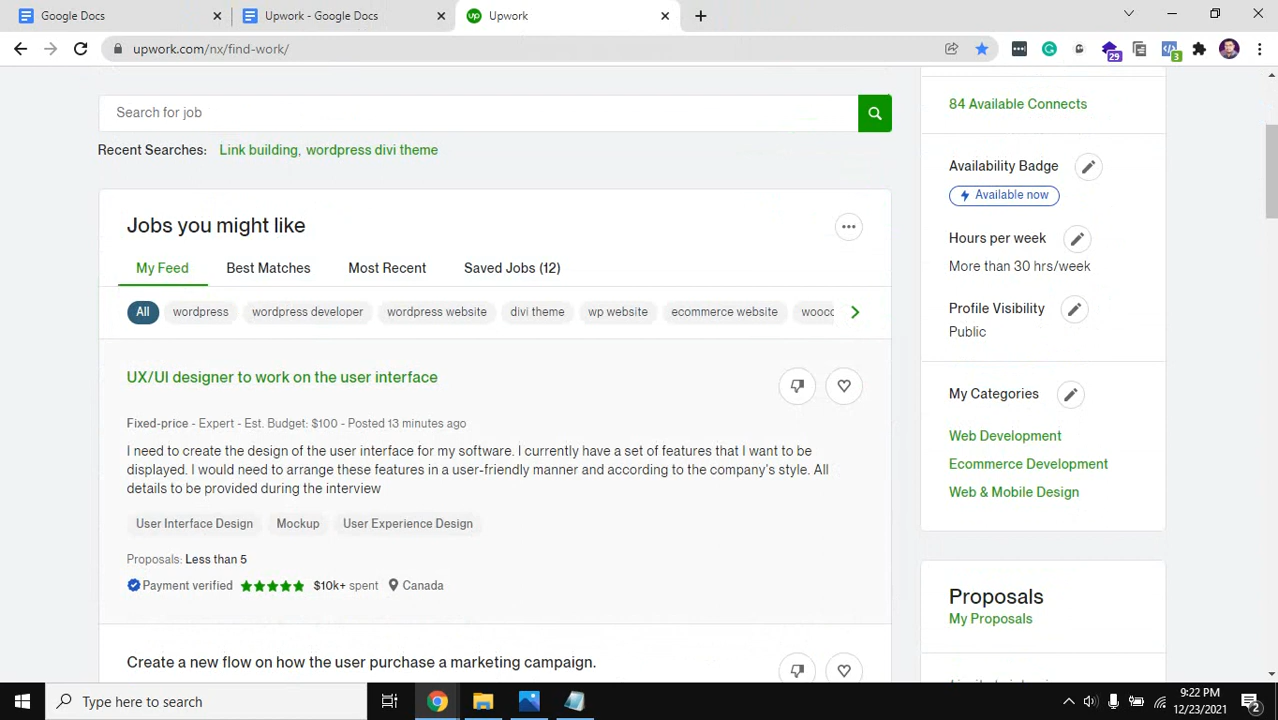 Google Docs
Upwork - Google Docs
Upwork
upwork.com/nx/find-work/
29
3
Search for job
Recent Searches: Link building, wordpress divi theme
Jobs you might like
My Feed Best Matches Most Recent Saved Jobs (12)
All wordpress wordpress developer wordpress website divi theme wp website ecommerce website wooc
UX/UI designer to work on the user interface
Fixed-price - Expert - Est. Budget: $100 - Posted 13 minutes ago
I need to create the design of the user interface for my software. I currently have a set of features that I want to be
displayed. I would need to arrange these features in a user-friendly manner and according to the company's style. All
details to be provided during the interview
User Interface Design Mockup User Experience Design
Proposals: Less than 5
Payment verified $10k+ spent Canada
Create a new flow on how the user purchase a marketing campaign.
84 Available Connects
Availability Badge
Available now
Hours per week
More than 30 hrs/week
Profile Visibility
Public
My Categories
Web Development
Ecommerce Development
Web & Mobile Design
Proposals
My Proposals
Type here to search
9:22 PM
12/23/2021
2